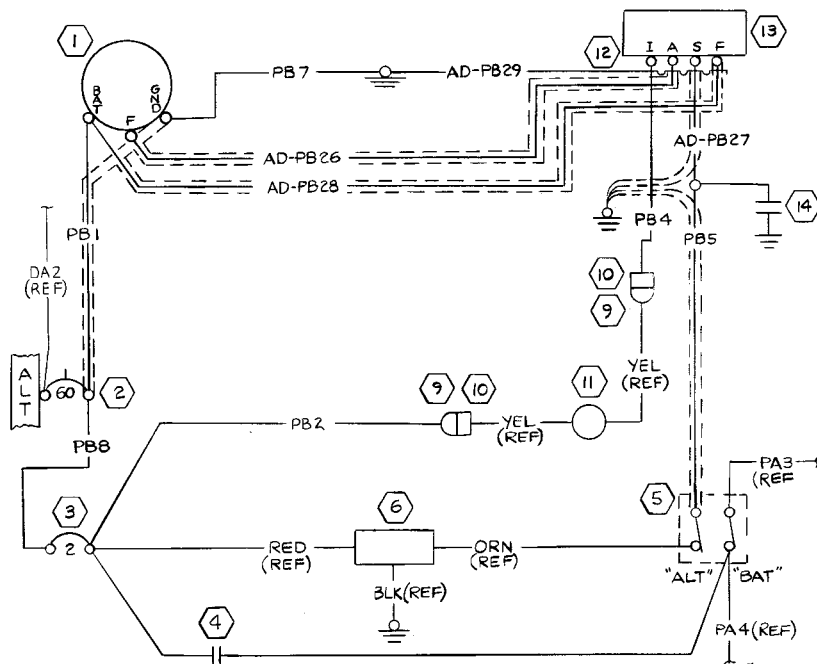 1
12
I A S F
13
PB7
AD-PB29
BAT
GND
F
AD-PB26
AD-PB27
AD-PB28
14
PB1
PB4
PB5
DA2
(REF)
10
9
ALT
60
2
YEL
(REF)
11
9
10
PB2
YEL
(REF)
PB8
PA3
(REF
3
6
5
2
RED
(REF)
ORN
(REF)
"ALT"
"BAT"
BLK(REF)
4
PA4(REF)